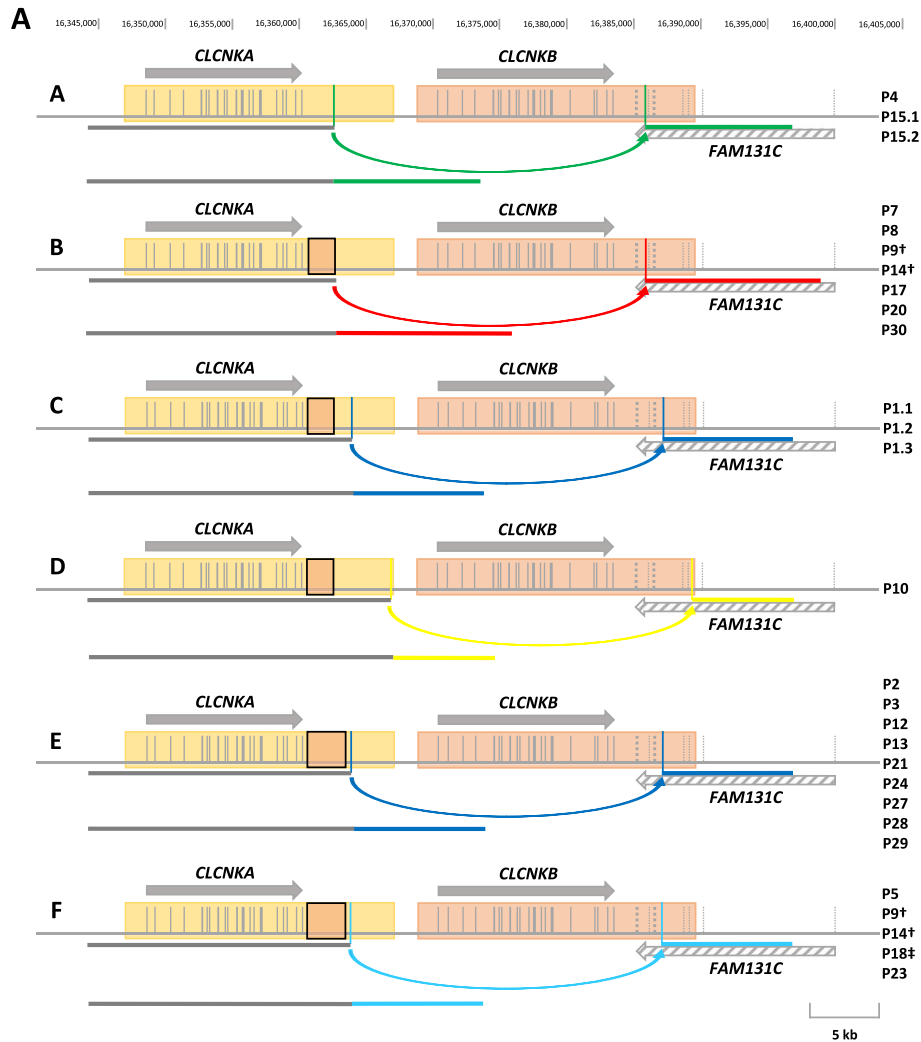 A
16,345,000 16,350,000 16,355,000 16,360,000 16,365,000 16,370,000 16,375,000 16,380,000 16,385,000 16,390,000 16,395,000 16,400,000 16,405,000
CLCNKA CLCNKB
A
P4
P15.1
P15.2
FAM131C
CLCNKA CLCNKB
B
P7
P8
P9†
P14†
P17
P20
P30
FAM131C
CLCNKA CLCNKB
C
P1.1
P1.2
P1.3
FAM131C
CLCNKA CLCNKB
D
P10
FAM131C
CLCNKA CLCNKB
E
P2
P3
P12
P13
P21
P24
P27
P28
P29
FAM131C
CLCNKA CLCNKB
F
P5
P9†
P14†
P18‡
P23
FAM131C
5 kb